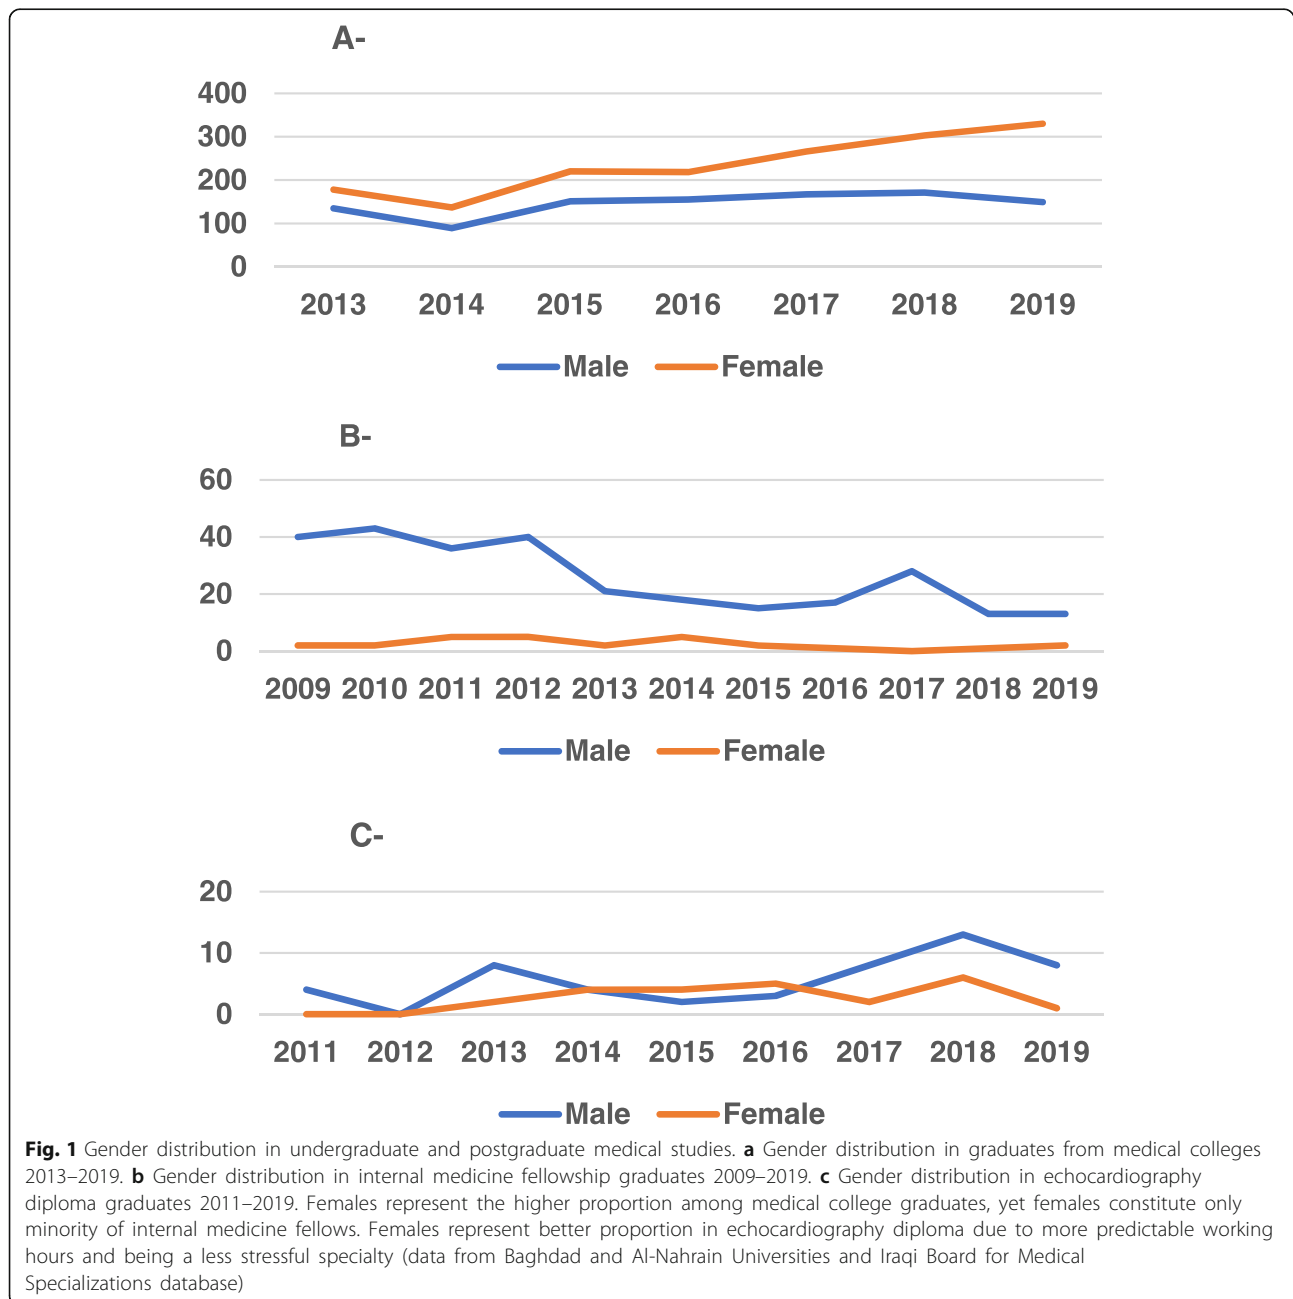 A-
400
300
200
100
0
2013 2014 2015 2016 2017 2018 2019
Male Female
B-
60
40
20
0
2009 2010 2011 2012 2013 2014 2015 2016 2017 2018 2019
Male Female
C-
20
10
0
2011 2012 2013 2014 2015 2016 2017 2018 2019
Male Female
Fig. 1 Gender distribution in undergraduate and postgraduate medical studies. a Gender distribution in graduates from medical colleges
2013–2019. b Gender distribution in internal medicine fellowship graduates 2009–2019. c Gender distribution in echocardiography
diploma graduates 2011–2019. Females represent the higher proportion among medical college graduates, yet females constitute only
minority of internal medicine fellows. Females represent better proportion in echocardiography diploma due to more predictable working
hours and being a less stressful specialty (data from Baghdad and Al-Nahrain Universities and Iraqi Board for Medical
Specializations database)